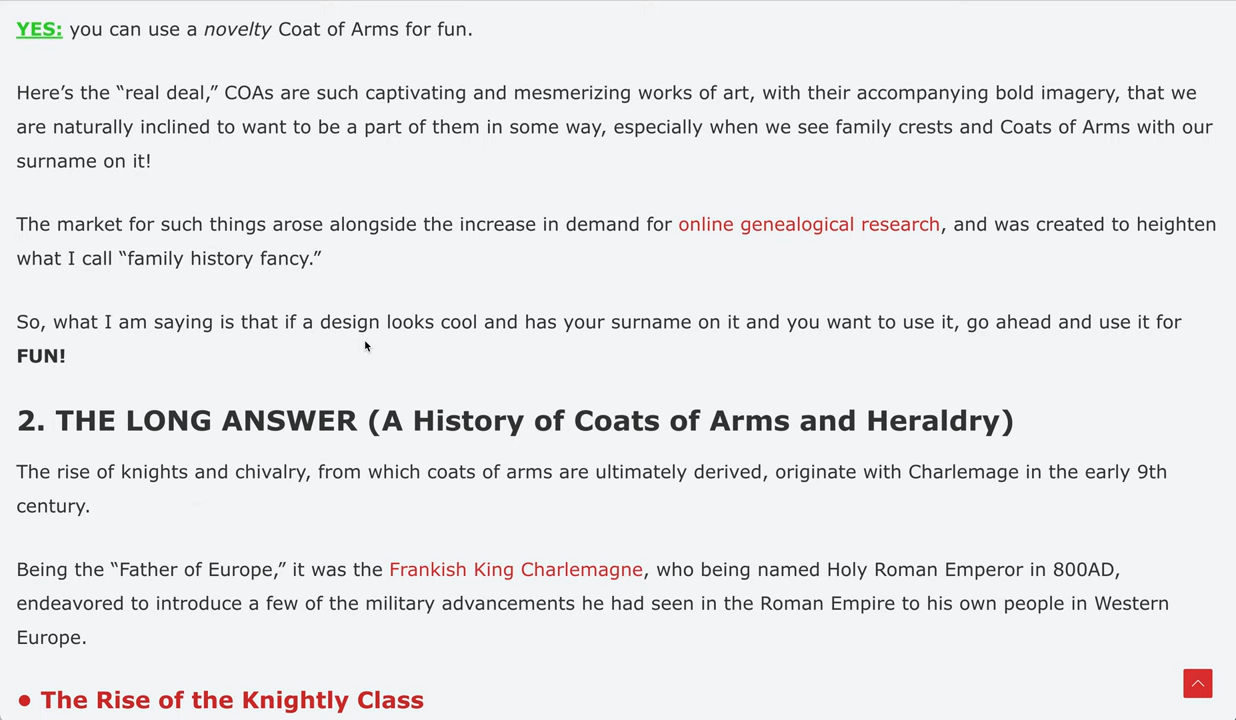 YES: you can use a novelty Coat of Arms for fun.
Here’s the “real deal,” COAs are such captivating and mesmerizing works of art, with their accompanying bold imagery, that we
are naturally inclined to want to be a part of them in some way, especially when we see family crests and Coats of Arms with our
surname on it!
The market for such things arose alongside the increase in demand for online genealogical research, and was created to heighten
what I call “family history fancy.”
So, what I am saying is that if a design looks cool and has your surname on it and you want to use it, go ahead and use it for
FUN!
2. THE LONG ANSWER (A History of Coats of Arms and Heraldry)
The rise of knights and chivalry, from which coats of arms are ultimately derived, originate with Charlemage in the early 9th
century.
Being the “Father of Europe,” it was the Frankish King Charlemagne, who being named Holy Roman Emperor in 800AD,
endeavored to introduce a few of the military advancements he had seen in the Roman Empire to his own people in Western
Europe.
• The Rise of the Knightly Class